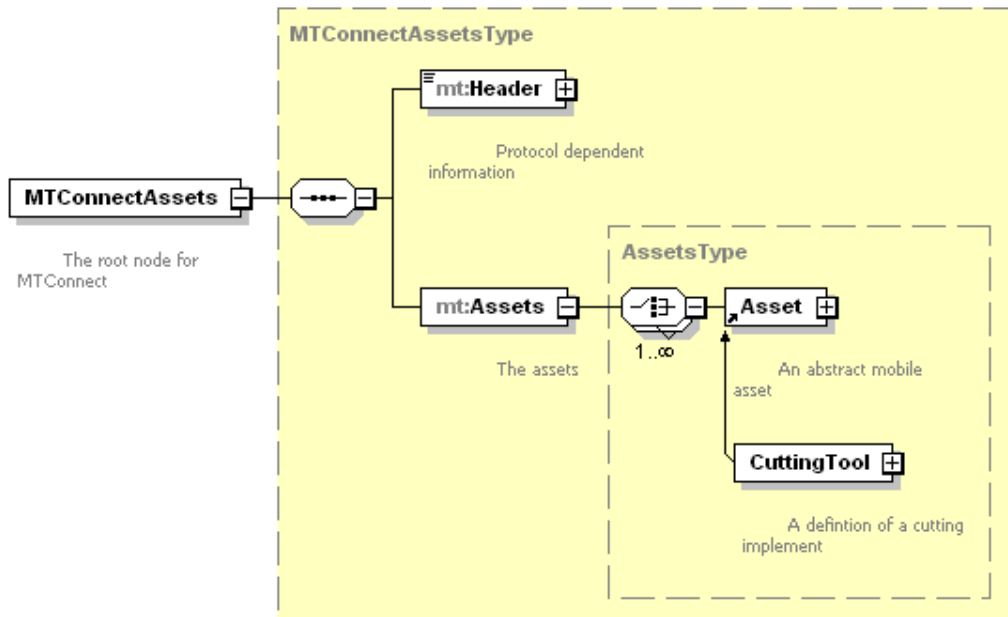 MTConnectAssetsType
mt:Header
Protocol dependent
information
MTConnectAssets
The root node for
MTConnect
AssetsType
mt:Assets
Asset
1..∞
The assets
An abstract mobile
asset
CuttingTool
A defintion of a cutting
implement